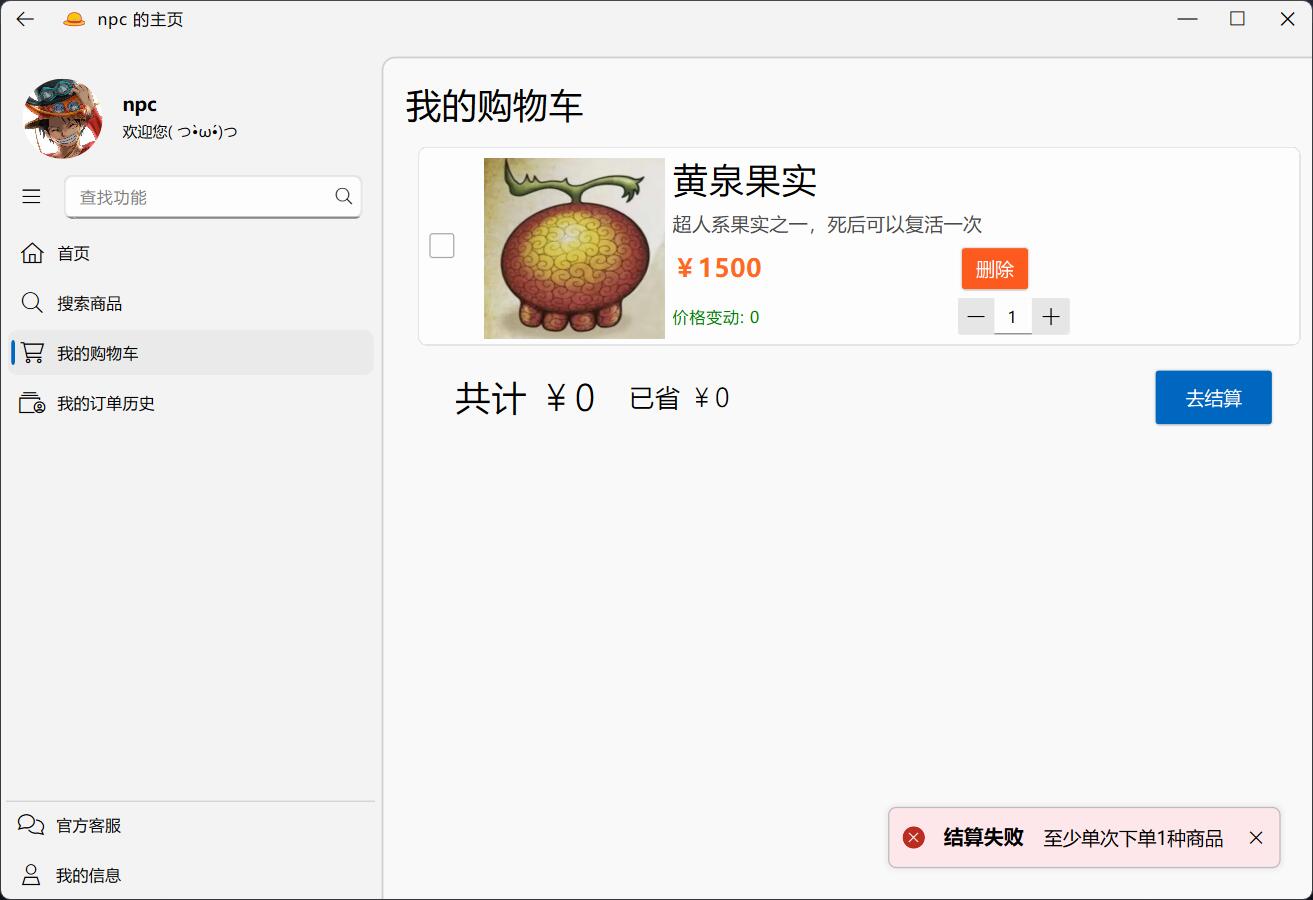 npc 的主页
npc
欢迎您( つ•̀ω•́)つ
查找功能
首页
搜索商品
我的购物车
我的订单历史
官方客服
我的信息
我的购物车
黄泉果实
超人系果实之一，死后可以复活一次
¥1500
删除
价格变动: 0
1
共计 ¥0 已省 ¥0
去结算
结算失败 至少单次下单1种商品